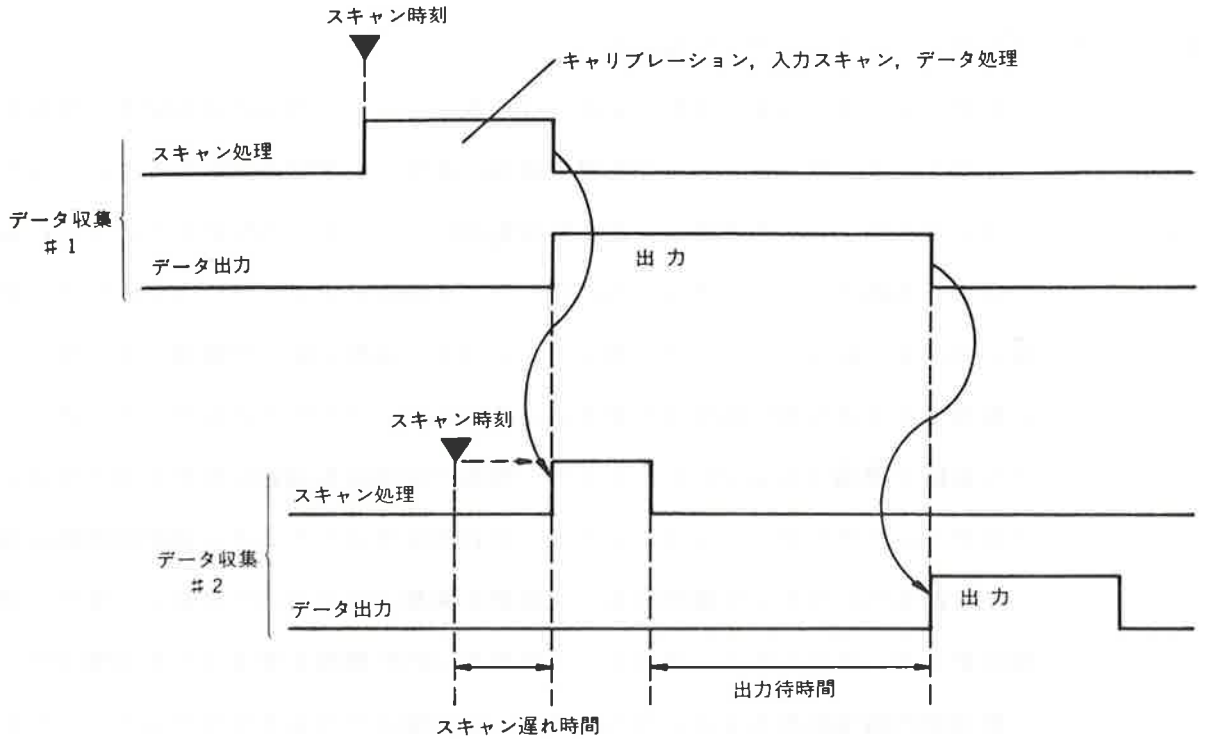 スキャン時刻
キャリブレーション,入力スキャン,データ処理
スキャン処理
データ収集
#1
データ出力
出力
スキャン時刻
スキャン処理
データ収集
#2
データ出力
出力
出力待時間
スキャン遅れ時間